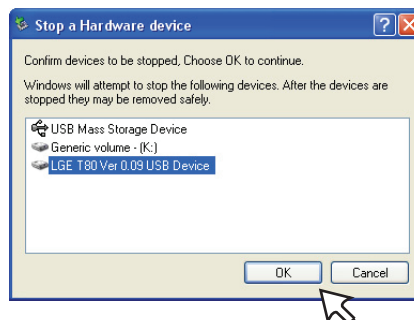 Stop a Hardware device
Confirm devices to be stopped, Choose OK to continue.
Windows will attempt to stop the following devices. After the devices are
stopped they may be removed safely.
USB Mass Storage Device
Generic volume - (K:)
LGE T80 Ver 0.09 USB Device
OK Cancel